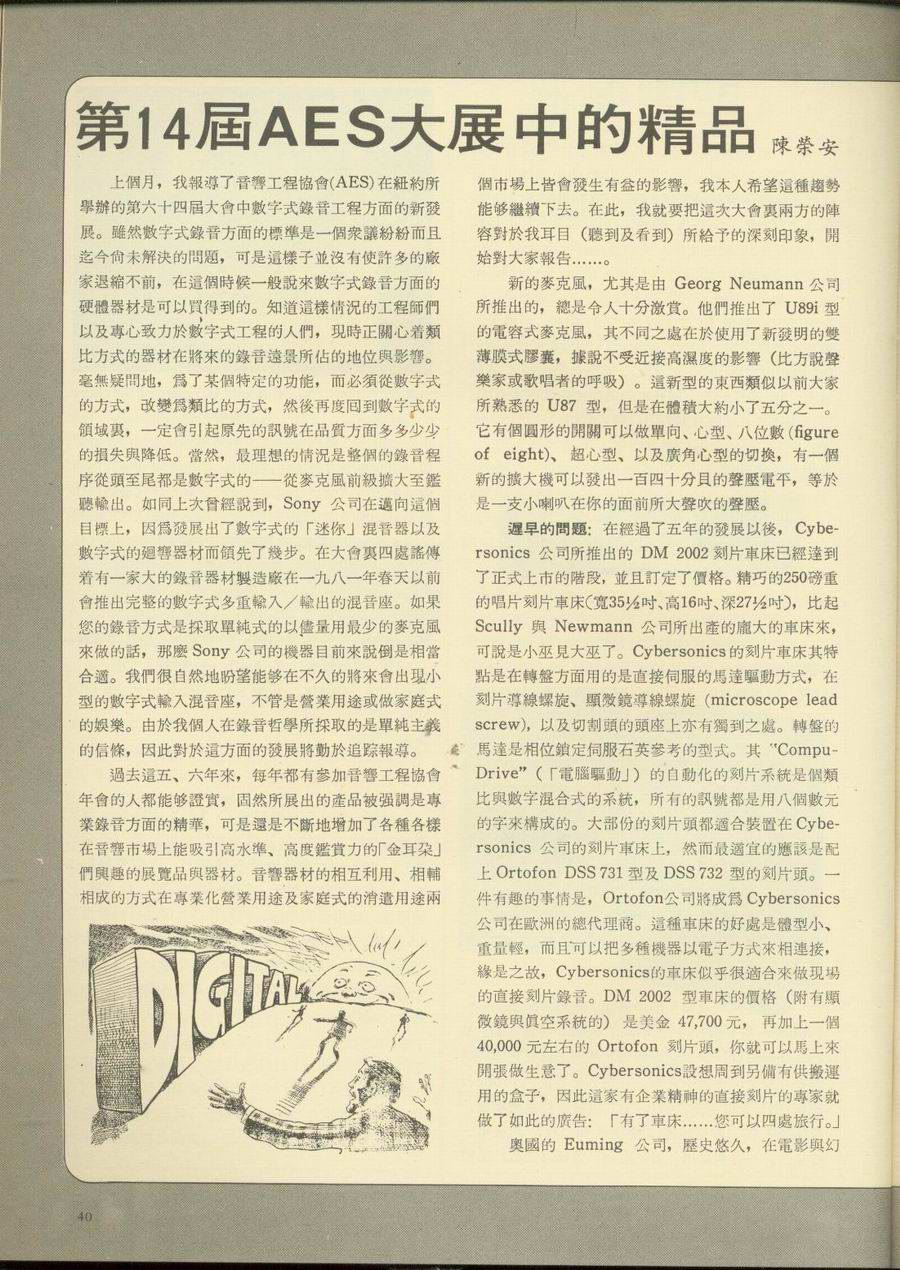 第14屆AES大展中的精品 陳榮安
上個月，我報導了音響工程協會(AES)在紐約所
舉辦的第六十四屆大會中數字式錄音工程方面的新發
展。雖然數字式錄音方面的標準是一個衆議紛紛而且
迄今尙未解決的問題，可是這樣子並沒有使許多的廠
家退縮不前，在這個時候一般說來數字式錄音方面的
硬體器材是可以買得到的。知道這樣情況的工程師們
以及專心致力於數字式工程的人們，現時正關心着類
比方式的器材在將來的錄音遠景所佔的地位與影響。
毫無疑問地，爲了某個特定的功能，而必須從數字式
的方式，改變爲類比的方式，然後再度囘到數字式的
領域裏，一定會引起原先的訊號在品質方面多多少少
的損失與降低。當然，最理想的情況是整個的錄音程
序從頭至尾都是數字式的——從麥克風前級擴大至鑑
聽輸出。如同上次曾經說到，Sony 公司在邁向這個
目標上，因爲發展出了數字式的「迷你」混音器以及
數字式的廻響器材而領先了幾步。在大會裏四處謠傳
着有一家大的錄音器材製造廠在一九八一年春天以前
會推出完整的數字式多重輸入／輸出的混音座。如果
您的錄音方式是採取單純式的以儘量用最少的麥克風
來做的話，那麽 Sony 公司的機器目前來說倒是相當
合適。我們很自然地盼望能够在不久的將來會出現小
型的數字式輸入混音座，不管是營業用途或做家庭式
的娛樂。由於我個人在錄音哲學所採取的是單純主義
的信條，因此對於這方面的發展將勤於追踪報導。
過去這五、六年來，每年都有參加音響工程協會
年會的人都能够證實，固然所展出的產品被强調是專
業錄音方面的精華，可是還是不斷地增加了各種各樣
在音響市場上能吸引高水準、高度鑑賞力的「金耳朶」
們興趣的展覽品與器材。音響器材的相互利用、相輔
相成的方式在專業化營業用途及家庭式的消遣用途兩
DIGITAL
個市場上皆會發生有益的影響，我本人希望這種趨勢
能够繼續下去。在此，我就要把這次大會裏兩方的陣
容對於我耳目（聽到及看到）所給予的深刻印象，開
始對大家報告……。
新的麥克風，尤其是由 Georg Neumann 公司
所推出的，總是令人十分激賞。他們推出了 U89i 型
的電容式麥克風，其不同之處在於使用了新發明的雙
薄膜式膠囊，據說不受近接高濕度的影響（比方說聲
樂家或歌唱者的呼吸）。這新型的東西類似以前大家
所熟悉的 U87 型，但是在體積大約小了五分之一。
它有個圓形的開關可以做單向、心型、八位數 (figure
of eight)、超心型、以及廣角心型的切換，有一個
新的擴大機可以發出一百四十分貝的聲壓電平，等於
是一支小喇叭在你的面前所大聲吹的聲壓。
遲早的問題：在經過了五年的發展以後，Cybe-
rsonics 公司所推出的 DM 2002 刻片車床已經達到
了正式上市的階段，並且訂定了價格。精巧的250磅重
的唱片刻片車床（寬35½吋、高16吋、深27½吋），比起
Scully 與 Newmann 公司所出產的龐大的車床來，
可說是小巫見大巫了。Cybersonics的刻片車床其特
點是在轉盤方面用的是直接伺服的馬達驅動方式，在
刻片導線螺旋、顯微鏡導線螺旋 (microscope lead
screw)，以及切割頭的頭座上亦有獨到之處。轉盤的
馬達是相位鎖定伺服石英參考的型式。其 “Compu-
Drive”（「電腦驅動」）的自動化的刻片系統是個類
比與數字混合式的系統，所有的訊號都是用八個數元
的字來構成的。大部份的刻片頭都適合裝置在 Cybe-
rsonics 公司的刻片車床上，然而最適宜的應該是配
上 Ortofon DSS 731 型及 DSS 732 型的刻片頭。一
件有趣的事情是，Ortofon公司將成爲 Cybersonics
公司在歐洲的總代理商。這種車床的好處是體型小、
重量輕，而且可以把多種機器以電子方式來相連接，
緣是之故，Cybersonics的車床似乎很適合來做現場
的直接刻片錄音。DM 2002 型車床的價格（附有顯
微鏡與眞空系統的）是美金 47,700 元，再加上一個
40,000 元左右的 Ortofon 刻片頭，你就可以馬上來
開張做生意了。Cybersonics設想周到另備有供搬運
用的盒子，因此這家有企業精神的直接刻片的專家就
做了如此的廣告：「有了車床……您可以四處旅行。」
奧國的 Euming 公司，歷史悠久，在電影與幻
40